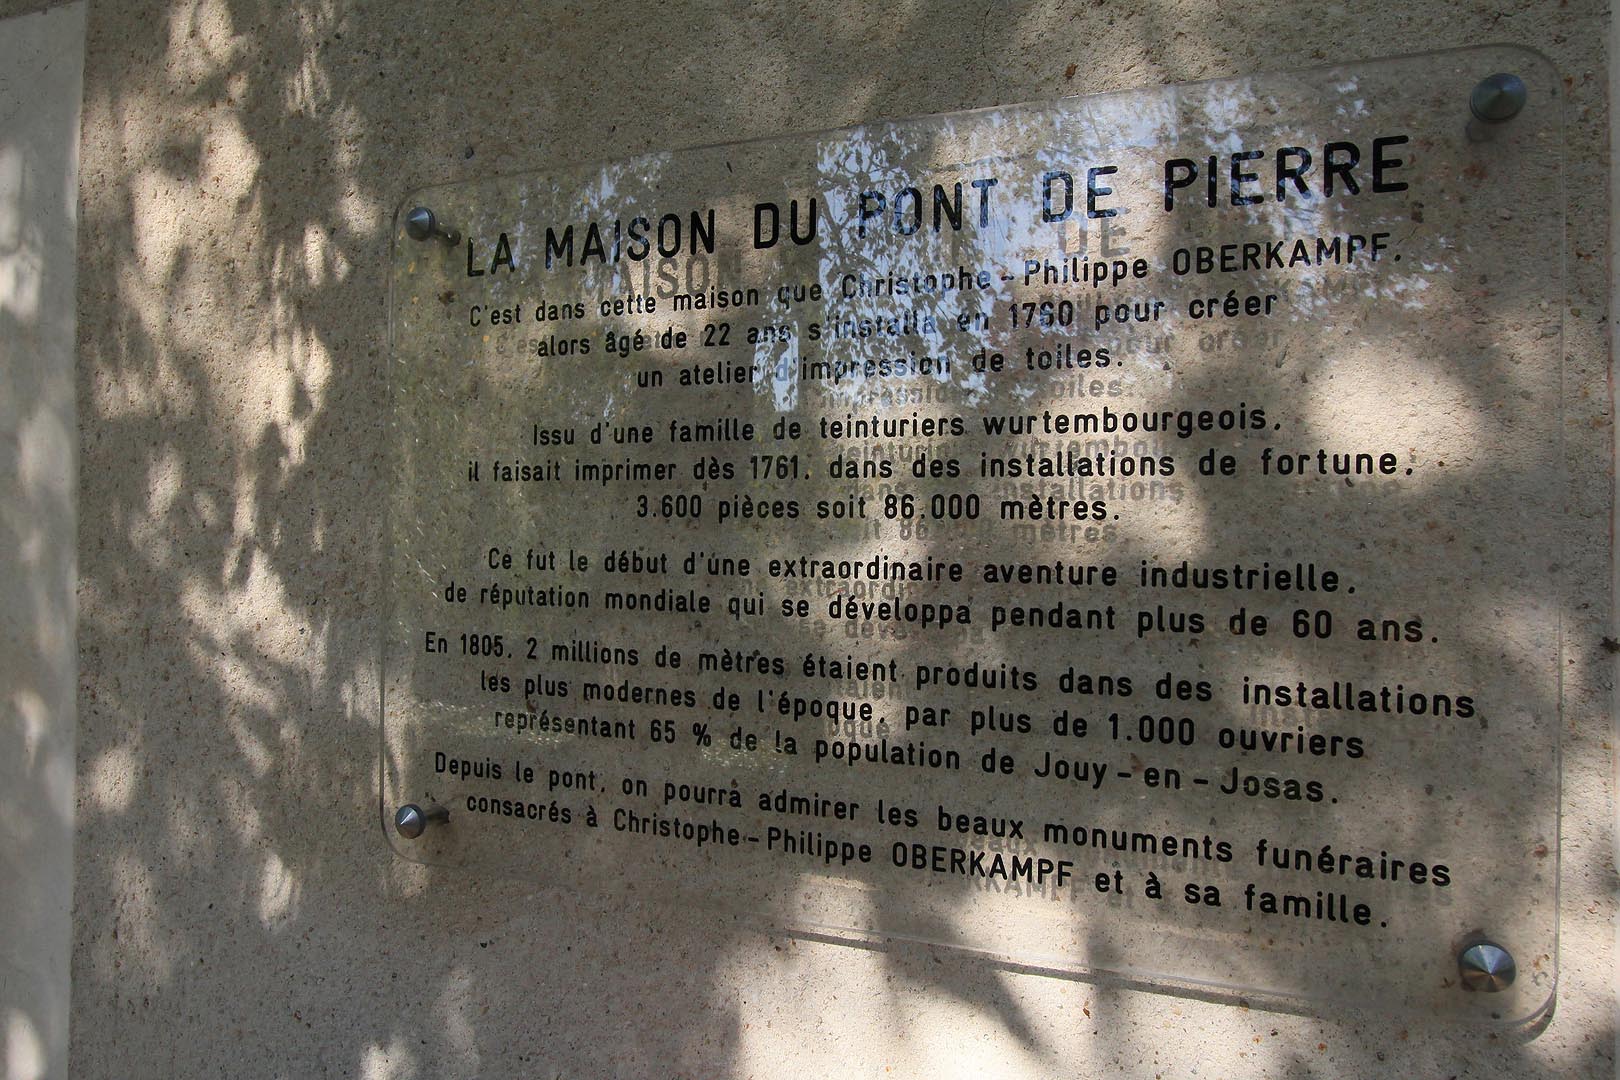 LA MAISON DU PONT DE PIERRE
C'est dans cette maison que Christophe-Philippe OBERKAMPF.
alors âgé de 22 ans s'installa en 1760 pour créer
un atelier d'impression de toiles.
Issu d'une famille de teinturiers wurtembourgeois,
il faisait imprimer dès 1761, dans des installations de fortune,
3.600 pièces soit 86.000 mètres.
Ce fut le début d'une extraordinaire aventure industrielle,
de réputation mondiale qui se développa pendant plus de 60 ans.
En 1805, 2 millions de mètres étaient produits dans des installations
les plus modernes de l'époque, par plus de 1.000 ouvriers
représentant 65 % de la population de Jouy-en-Josas.
Depuis le pont, on pourra admirer les beaux monuments funéraires
consacrés à Christophe-Philippe OBERKAMPF et à sa famille.